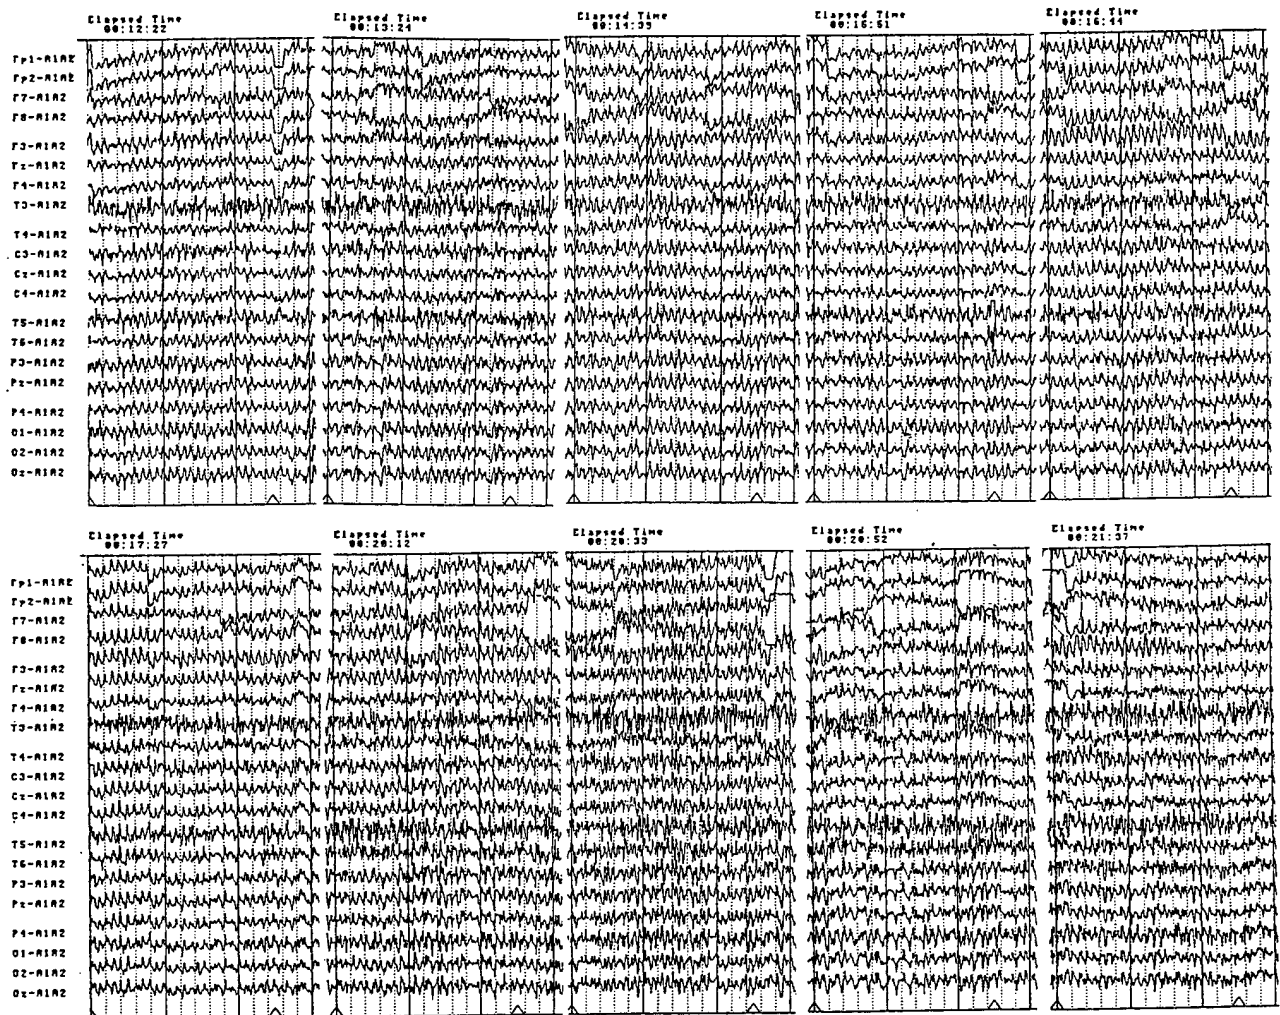 Elapsed Time
00:12:22
Elapsed Time
00:13:24
Elapsed Time
00:14:39
Elapsed Time
00:16:51
Elapsed Time
00:16:44
Fp1-A1A2
Fp2-A1A2
F7-A1A2
F8-A1A2
F3-A1A2
Fz-A1A2
F4-A1A2
T3-A1A2
T4-A1A2
C3-A1A2
Cz-A1A2
C4-A1A2
T5-A1A2
T6-A1A2
P3-A1A2
Pz-A1A2
P4-A1A2
O1-A1A2
O2-A1A2
Oz-A1A2
Elapsed Time
00:17:27
Elapsed Time
00:20:12
Elapsed Time
00:20:33
Elapsed Time
00:20:52
Elapsed Time
00:21:37
Fp1-A1A2
Fp2-A1A2
F7-A1A2
F8-A1A2
F3-A1A2
Fz-A1A2
F4-A1A2
T3-A1A2
T4-A1A2
C3-A1A2
Cz-A1A2
C4-A1A2
T5-A1A2
T6-A1A2
P3-A1A2
Pz-A1A2
P4-A1A2
O1-A1A2
O2-A1A2
Oz-A1A2